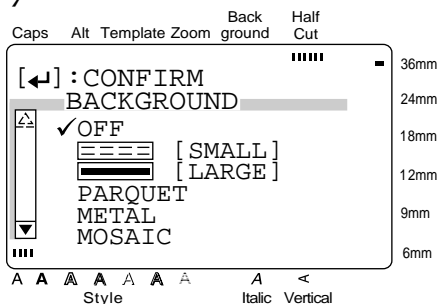 Back Half
Caps Alt Template Zoom ground Cut
36mm
[↵]:CONFIRM
24mm
BACKGROUND
✓OFF
18mm
[SMALL]
[LARGE]
12mm
PARQUET
METAL
9mm
MOSAIC
6mm
A A A A A A A A A
Style Italic Vertical